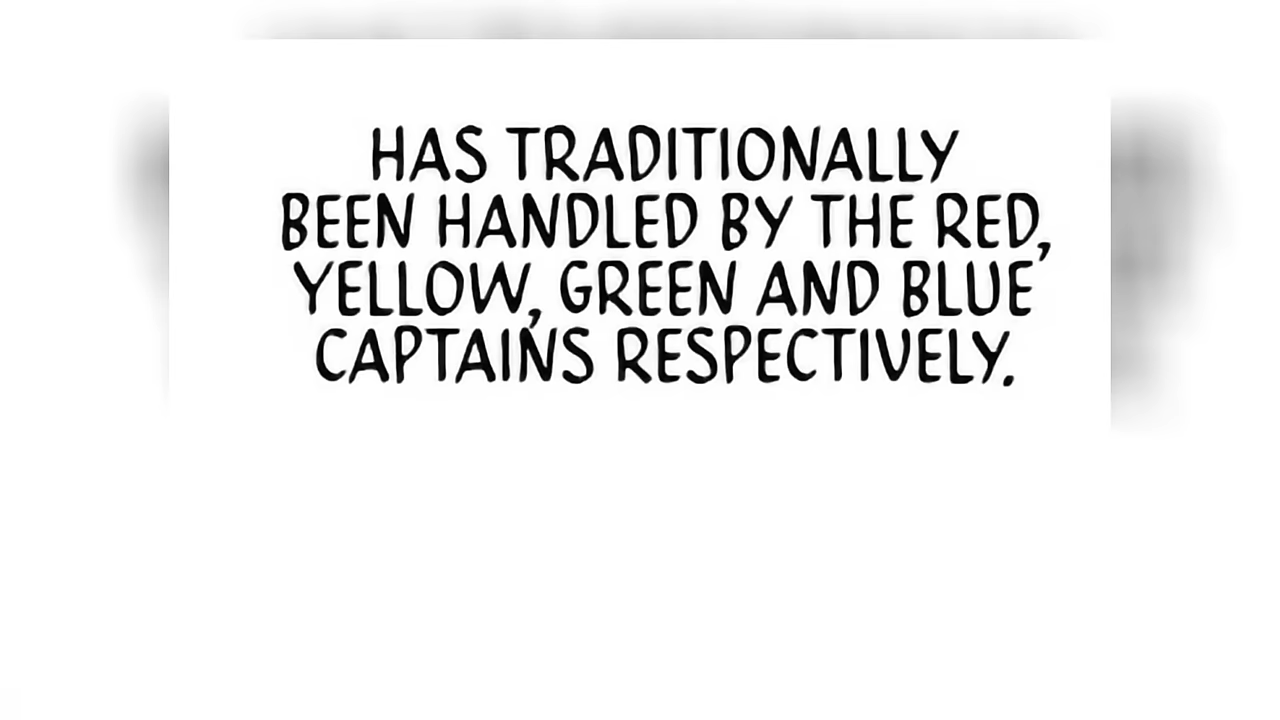 HAS TRADITIONALLY
BEEN HANDLED BY THE RED,
YELLOW, GREEN AND BLUE
CAPTAINS RESPECTIVELY.